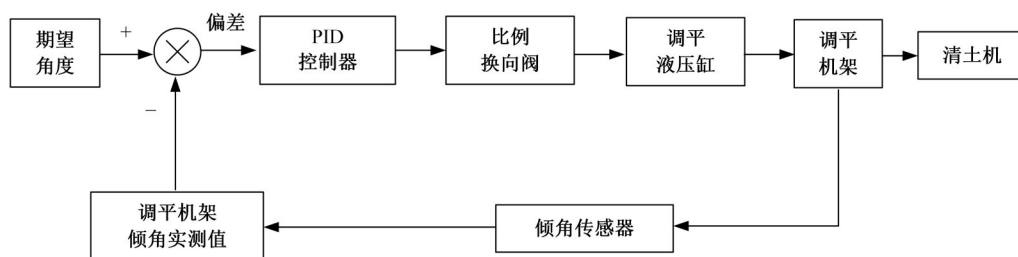 期望
角度
+
−
偏差
PID
控制器
比例
换向阀
调平
液压缸
调平
机架
清土机
调平机架
倾角实测值
倾角传感器